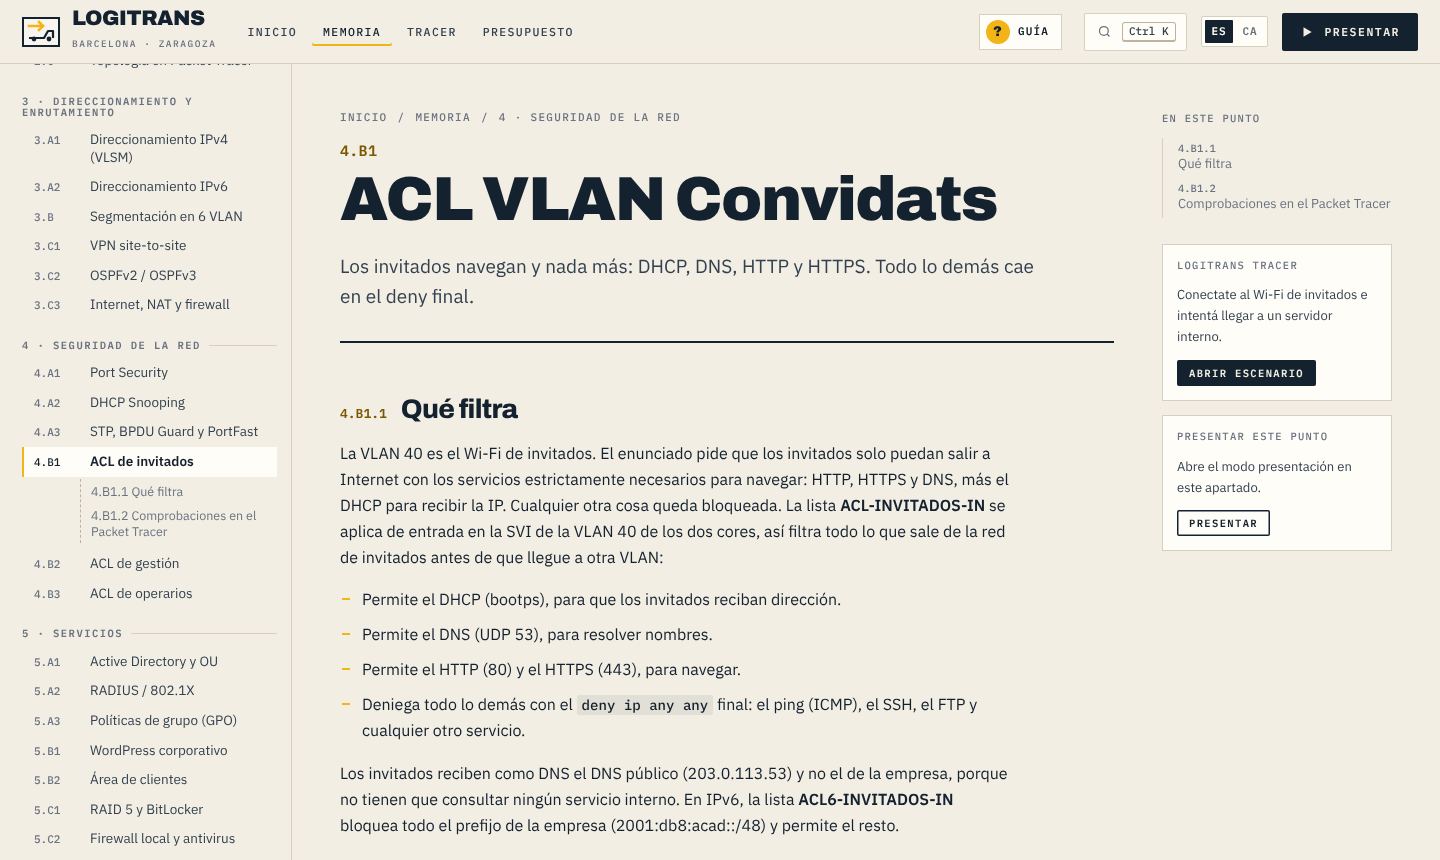 LOGITRANS
BARCELONA · ZARAGOZA
INICIO
MEMORIA
TRACER
PRESUPUESTO
? GUÍA
Ctrl K
ES CA
PRESENTAR
Topología en Packet Tracer
3 · DIRECCIONAMIENTO Y
ENRUTAMIENTO
3.A1 Direccionamiento IPv4
(VLSM)
3.A2 Direccionamiento IPv6
3.B Segmentación en 6 VLAN
3.C1 VPN site-to-site
3.C2 OSPFv2 / OSPFv3
3.C3 Internet, NAT y firewall
4 · SEGURIDAD DE LA RED
4.A1 Port Security
4.A2 DHCP Snooping
4.A3 STP, BPDU Guard y PortFast
4.B1 ACL de invitados
4.B1.1 Qué filtra
4.B1.2 Comprobaciones en el
Packet Tracer
4.B2 ACL de gestión
4.B3 ACL de operarios
5 · SERVICIOS
5.A1 Active Directory y OU
5.A2 RADIUS / 802.1X
5.A3 Políticas de grupo (GPO)
5.B1 WordPress corporativo
5.B2 Área de clientes
5.C1 RAID 5 y BitLocker
5.C2 Firewall local y antivirus
INICIO / MEMORIA / 4 · SEGURIDAD DE LA RED
4.B1
ACL VLAN Convidats
Los invitados navegan y nada más: DHCP, DNS, HTTP y HTTPS. Todo lo demás cae
en el deny final.
4.B1.1 Qué filtra
La VLAN 40 es el Wi-Fi de invitados. El enunciado pide que los invitados solo puedan salir a
Internet con los servicios estrictamente necesarios para navegar: HTTP, HTTPS y DNS, más el
DHCP para recibir la IP. Cualquier otra cosa queda bloqueada. La lista ACL-INVITADOS-IN se
aplica de entrada en la SVI de la VLAN 40 de los dos cores, así filtra todo lo que sale de la red
de invitados antes de que llegue a otra VLAN:
Permite el DHCP (bootps), para que los invitados reciban dirección.
Permite el DNS (UDP 53), para resolver nombres.
Permite el HTTP (80) y el HTTPS (443), para navegar.
Deniega todo lo demás con el deny ip any any final: el ping (ICMP), el SSH, el FTP y
cualquier otro servicio.
Los invitados reciben como DNS el DNS público (203.0.113.53) y no el de la empresa, porque
no tienen que consultar ningún servicio interno. En IPv6, la lista ACL6-INVITADOS-IN
bloquea todo el prefijo de la empresa (2001:db8:acad::/48) y permite el resto.
EN ESTE PUNTO
4.B1.1
Qué filtra
4.B1.2
Comprobaciones en el Packet Tracer
LOGITRANS TRACER
Conectate al Wi-Fi de invitados e
intentá llegar a un servidor
interno.
ABRIR ESCENARIO
PRESENTAR ESTE PUNTO
Abre el modo presentación en
este apartado.
PRESENTAR